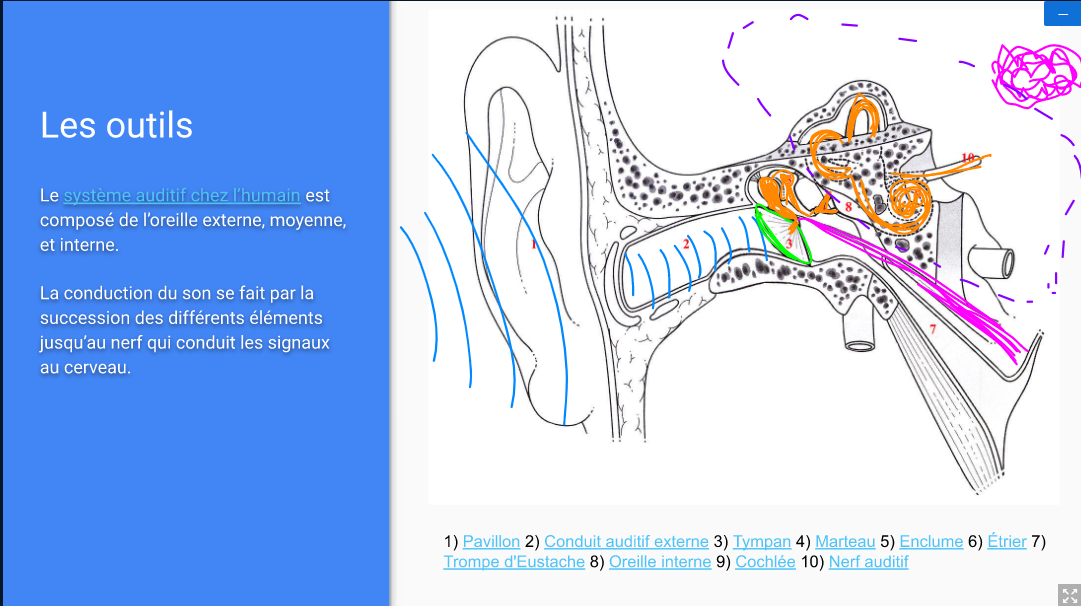 Les outils
Le système auditif chez l'humain est
composé de l'oreille externe, moyenne,
et interne.
La conduction du son se fait par la
succession des différents éléments
jusqu'au nerf qui conduit les signaux
au cerveau.
10
8
1
2
3
7
1) Pavillon 2) Conduit auditif externe 3) Tympan 4) Marteau 5) Enclume 6) Étrier 7)
Trompe d'Eustache 8) Oreille interne 9) Cochlée 10) Nerf auditif